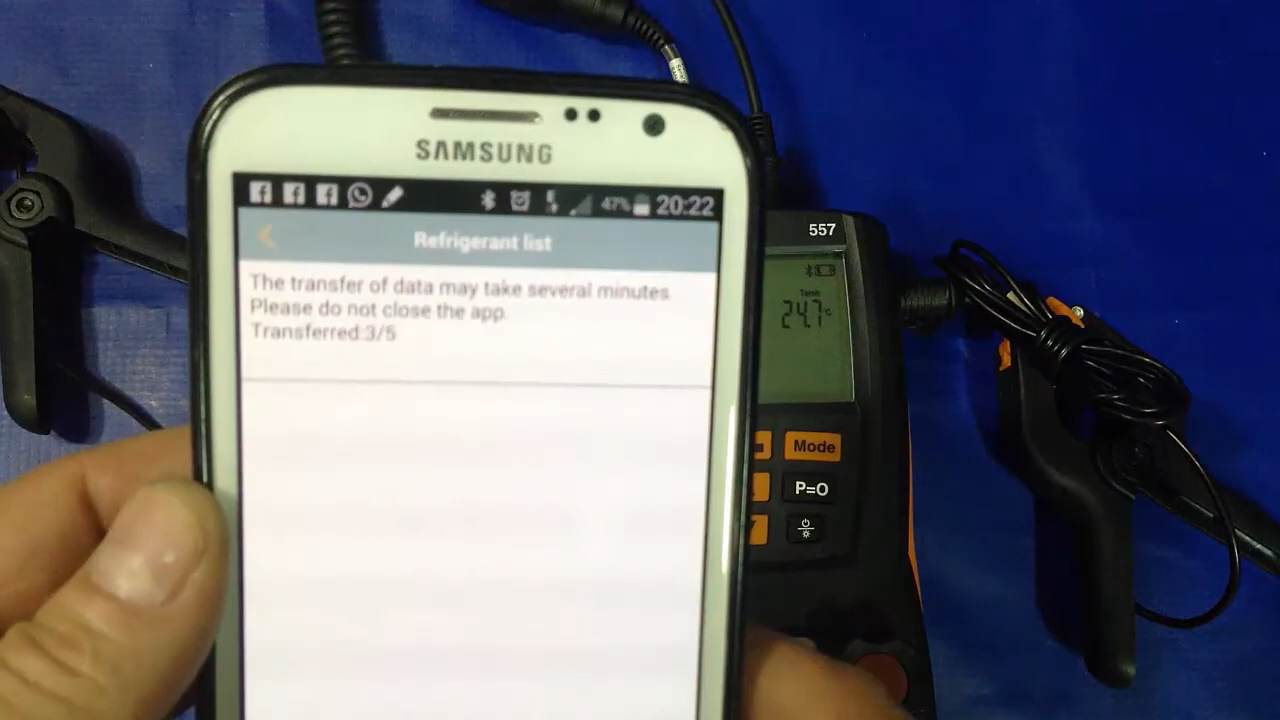 SAMSUNG
47% 20:22
Refrigerant list
The transfer of data may take several minutes
Please do not close the app.
Transferred:3/5
557
24.7°C
Mode
P=O